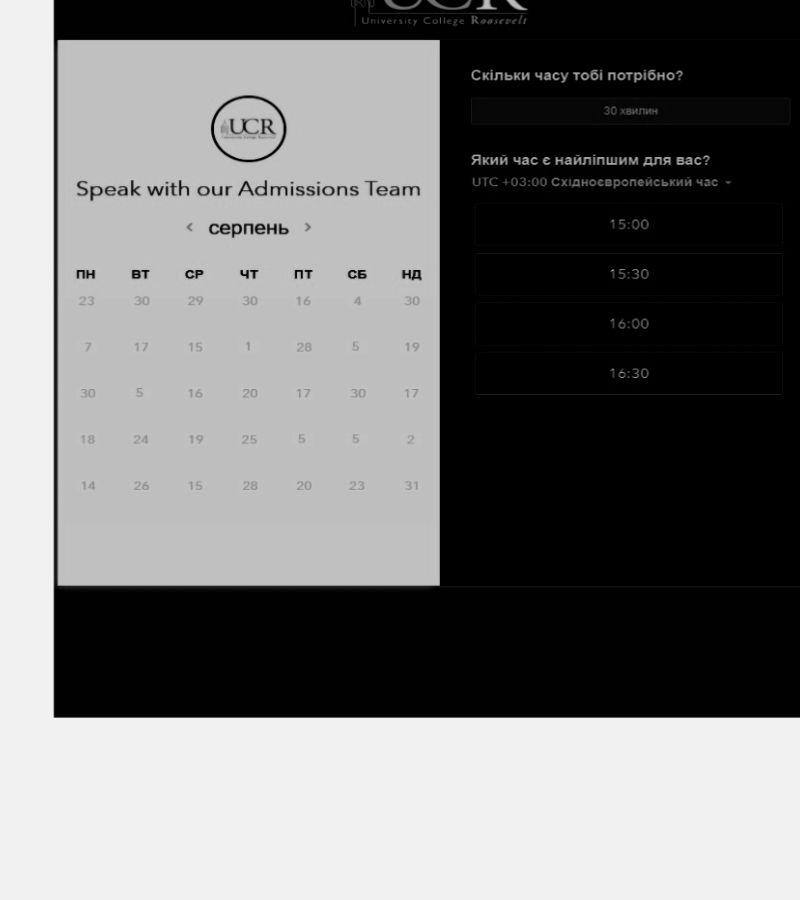 UCR
University College Roosevelt
UCR
Speak with our Admissions Team
‹ серпень ›
ПН ВТ СР ЧТ ПТ СБ НД
23 30 29 30 16 4 30
7 17 15 1 28 5 19
30 5 16 20 17 30 17
18 24 19 25 5 5 2
14 26 15 28 20 23 31
Скільки часу тобі потрібно?
30 хвилин
Який час є найліпшим для вас?
UTC +03:00 Східноєвропейський час
15:00
15:30
16:00
16:30